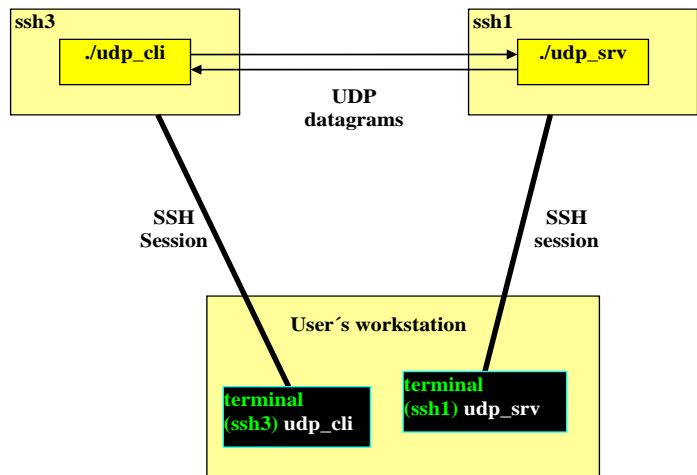 ssh3
./udp_cli
ssh1
./udp_srv
UDP
datagrams
SSH
Session
SSH
session
User´s workstation
terminal
(ssh3) udp_cli
terminal
(ssh1) udp_srv